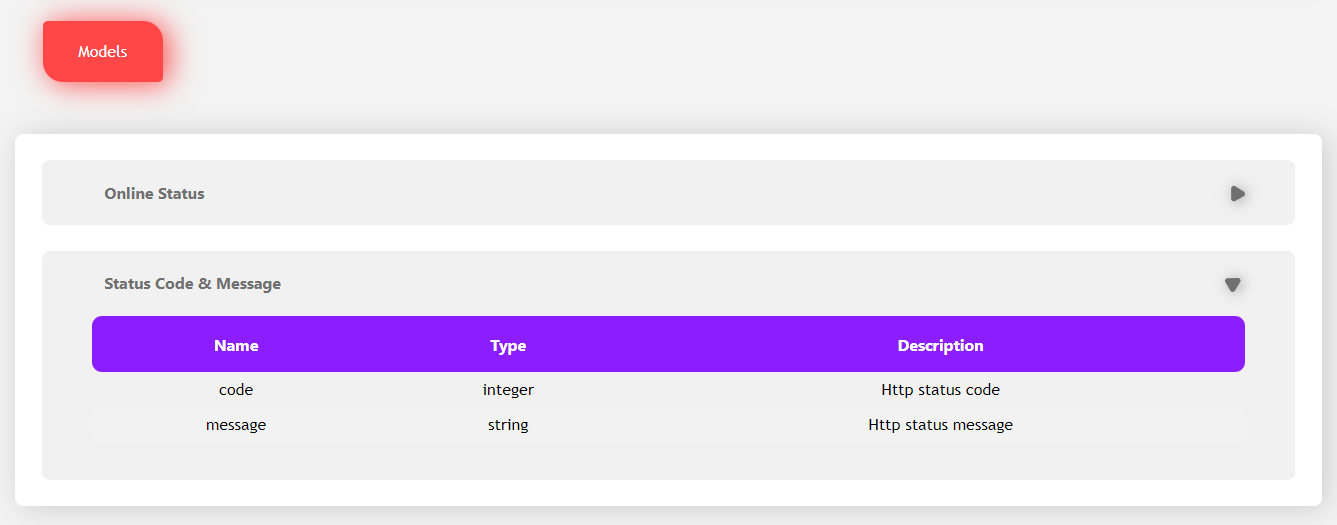 Models
Online Status
Status Code & Message
Name Type Description
code integer Http status code
message string Http status message